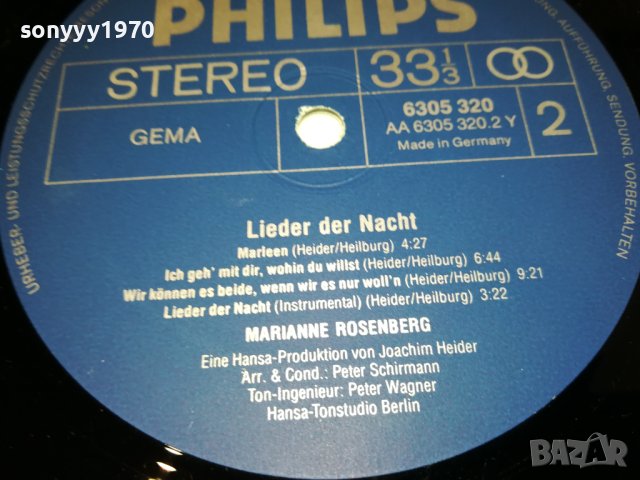 sonyyy1970
PHILIPS
STEREO
33 1/3
GEMA
6305 320
AA 6305 320.2 Y
Made in Germany
2
Lieder der Nacht
Marleen (Heider/Heilburg) 4:27
Ich geh' mit dir, wohin du willst (Heider/Heilburg) 6:44
Wir können es beide, wenn wir es nur woll'n (Heider/Heilburg) 9:21
Lieder der Nacht (Instrumental) (Heider/Heilburg) 3:22
MARIANNE ROSENBERG
Eine Hansa-Produktion von Joachim Heider
Arr. & Cond.: Peter Schirmann
Ton-Ingenieur: Peter Wagner
Hansa-Tonstudio Berlin
URHEBER- UND LEISTUNGSSCHUTZRECHTE
AUFFÜHRUNG, SENDUNG, VORBEHALTEN
BAZAR
.bg